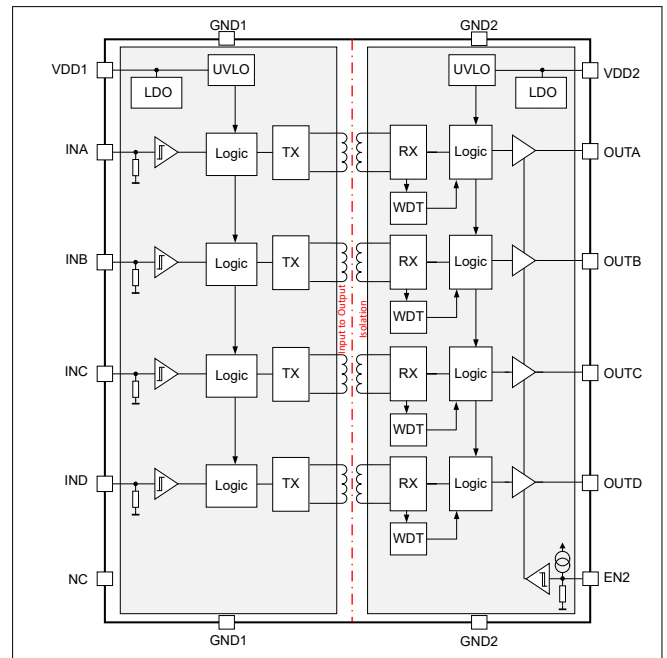 GND1 GND2
VDD1 UVLO UVLO VDD2
LDO LDO
INA Logic TX RX Logic OUTA
WDT
INB Logic TX RX Logic OUTB
WDT
Input to Output
Isolation
INC Logic TX RX Logic OUTC
WDT
IND Logic TX RX Logic OUTD
WDT
NC EN2
GND1 GND2